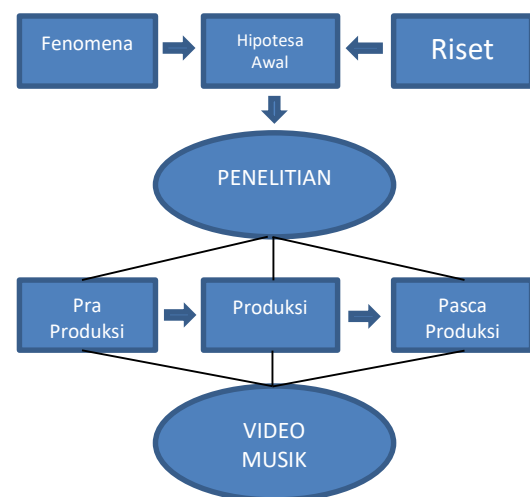 Fenomena
Hipotesa
Awal
Riset
PENELITIAN
Pra
Produksi
Produksi
Pasca
Produksi
VIDEO
MUSIK